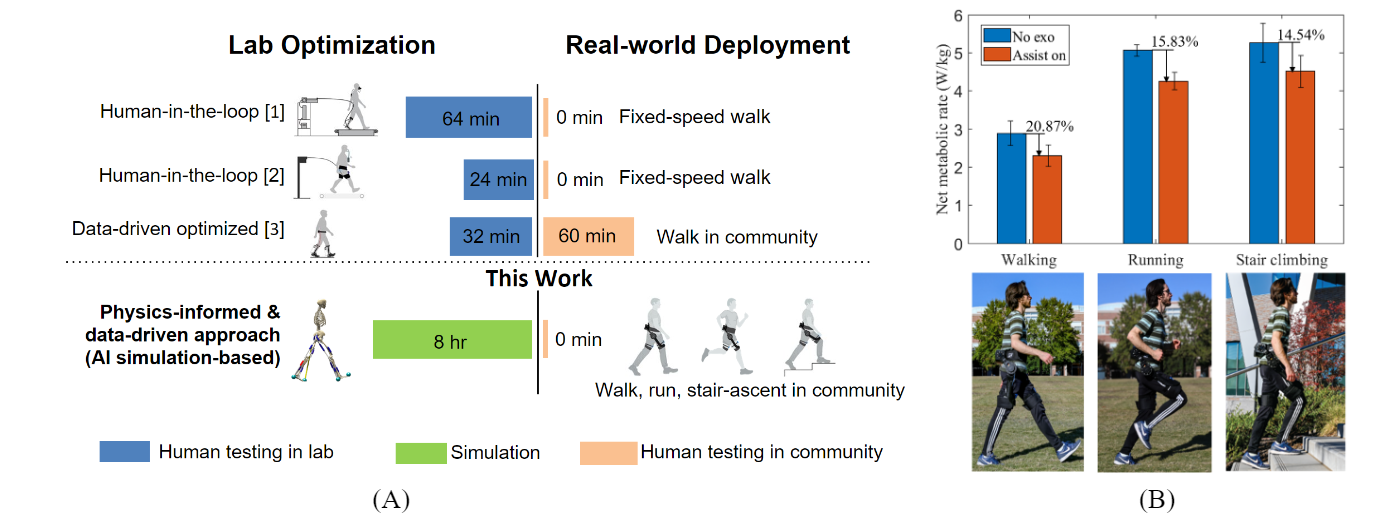 Lab Optimization
Real-world Deployment
Human-in-the-loop [1]
64 min
0 min
Fixed-speed walk
Human-in-the-loop [2]
24 min
0 min
Fixed-speed walk
Data-driven optimized [3]
32 min
60 min
Walk in community
This Work
Physics-informed &
data-driven approach
(AI simulation-based)
8 hr
0 min
Walk, run, stair-ascent in community
Human testing in lab
Simulation
Human testing in community
(A)
Net metabolic rate (W/kg)
6
5
4
3
2
1
0
No exo
Assist on
20.87%
15.83%
14.54%
Walking
Running
Stair climbing
(B)